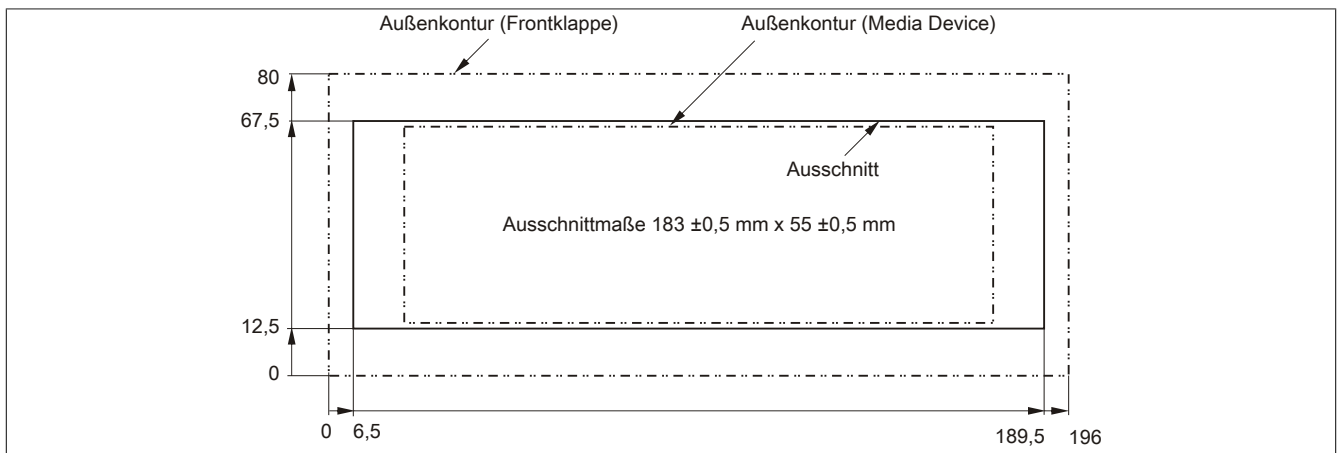 Außenkontur (Frontklappe)
Außenkontur (Media Device)
80
67,5
Ausschnitt
Ausschnittmaße 183 ±0,5 mm x 55 ±0,5 mm
12,5
0
0
6,5
189,5
196